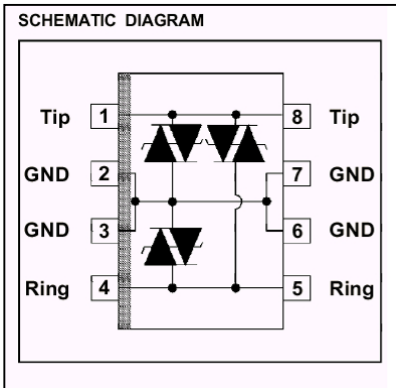 SCHEMATIC DIAGRAM
Tip 1 8 Tip
GND 2 7 GND
GND 3 6 GND
Ring 4 5 Ring